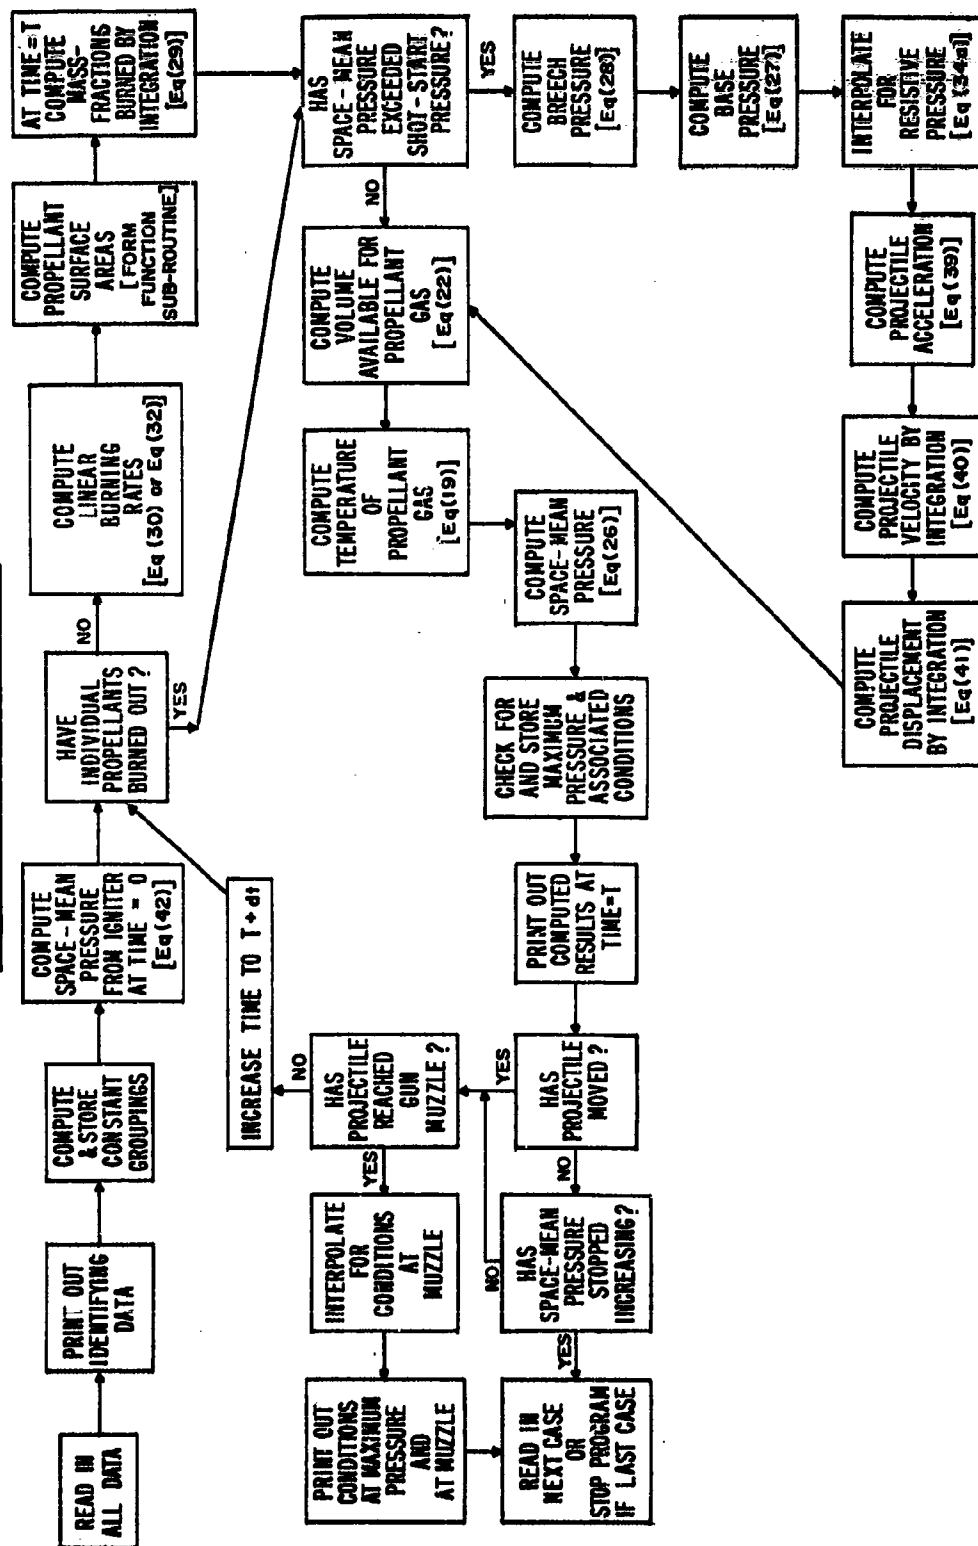 READ IN
ALL DATA
PRINT OUT
IDENTIFYING
DATA
COMPUTE
& STORE
CONSTANT
GROUPINGS
COMPUTE
SPACE-MEAN
PRESSURE
FROM IGNITER
AT TIME = 0
[Eq(42)]
HAVE
INDIVIDUAL
PROPELLANTS
BURNED OUT?
NO
YES
COMPUTE
LINEAR
BURNING
RATES
[Eq(30) or Eq(32)]
COMPUTE
PROPELLANT
SURFACE
AREAS
[FORM
FUNCTION
SUB-ROUTINE]
AT TIME=T
COMPUTE
MASS-
FRACTIONS
BURNED BY
INTEGRATION
[Eq(29)]
INCREASE TIME TO T+dt
HAS
SPACE-MEAN
PRESSURE
EXCEEDED
SHOT-START
PRESSURE?
NO
YES
COMPUTE
VOLUME
AVAILABLE FOR
PROPELLANT
GAS
[Eq(22)]
COMPUTE
TEMPERATURE
OF
PROPELLANT
GAS
[Eq(19)]
COMPUTE
SPACE-MEAN
PRESSURE
[Eq(26)]
CHECK FOR
AND STORE
MAXIMUM
PRESSURE &
ASSOCIATED
CONDITIONS
PRINT OUT
COMPUTED
RESULTS AT
TIME=T
HAS
PROJECTILE
MOVED?
YES
NO
HAS
PROJECTILE
REACHED
GUN
MUZZLE?
NO
YES
INTERPOLATE
FOR
CONDITIONS
AT
MUZZLE
PRINT OUT
CONDITIONS
AT MAXIMUM
PRESSURE
AND
AT MUZZLE
HAS
SPACE-MEAN
PRESSURE
STOPPED
INCREASING?
NO
YES
READ IN
NEXT CASE
OR
STOP PROGRAM
IF LAST CASE
COMPUTE
BREECH
PRESSURE
[Eq(28)]
COMPUTE
BASE
PRESSURE
[Eq(27)]
INTERPOLATE
FOR
RESISTIVE
PRESSURE
[Eq(34a)]
COMPUTE
PROJECTILE
ACCELERATION
[Eq(39)]
COMPUTE
PROJECTILE
VELOCITY BY
INTEGRATION
[Eq(40)]
COMPUTE
PROJECTILE
DISPLACEMENT
BY INTEGRATION
[Eq(41)]